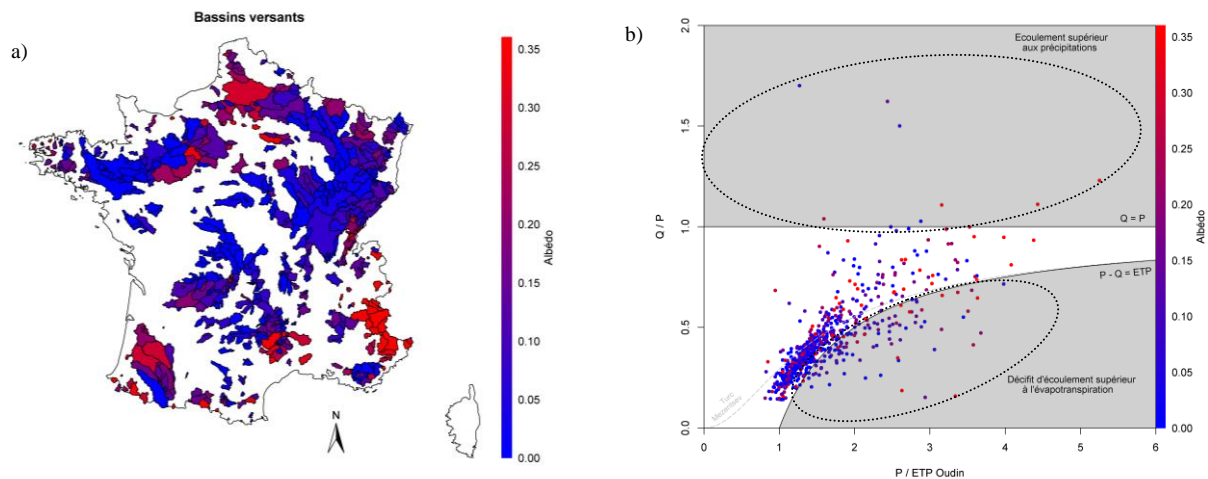 Bassins versants
a)
N
0.35
0.30
0.25
0.20
0.15
0.10
0.05
0.00
Albédo
b)
Ecoulement supérieur
aux précipitations
Q = P
P - Q = ETP
Décifit d'écoulement supérieur
à l'évapotranspiration
Turc
Mezentsev
2.0
1.5
1.0
0.5
0.0
Q / P
0
1
2
3
4
5
6
P / ETP Oudin
0.35
0.30
0.25
0.20
0.15
0.10
0.05
0.00
Albédo